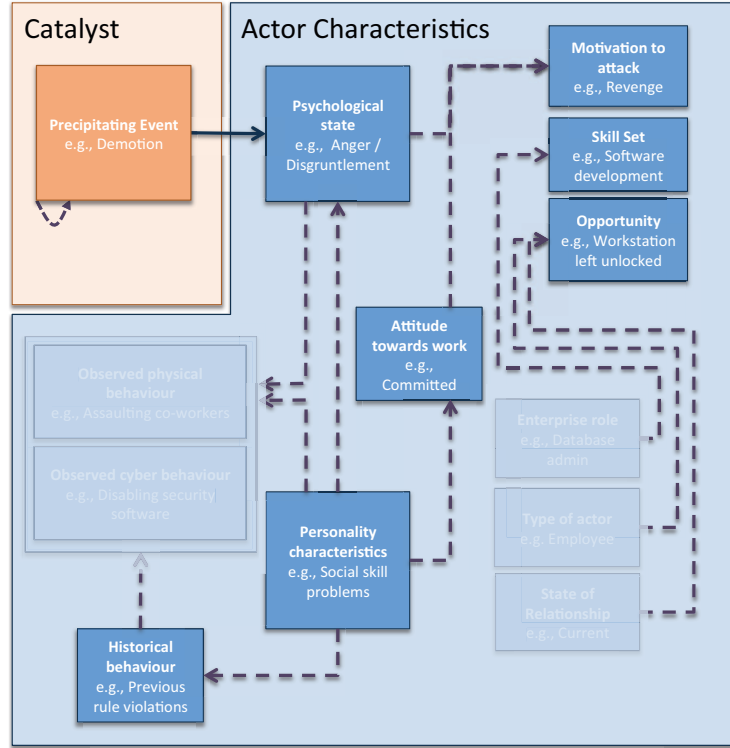 Catalyst
Actor Characteristics
Precipitating Event
e.g., Demotion
Psychological
state
e.g., Anger /
Disgruntlement
Motivation to
attack
e.g., Revenge
Skill Set
e.g., Software
development
Opportunity
e.g., Workstation
left unlocked
Attitude
towards work
e.g.,
Committed
Observed physical
behaviour
e.g., Assaulting co-workers
Observed cyber behaviour
e.g., Disabling security
software
Enterprise role
e.g., Database
admin
Type of actor
e.g. Employee
State of
Relationship
e.g., Current
Personality
characteristics
e.g., Social skill
problems
Historical
behaviour
e.g., Previous
rule violations